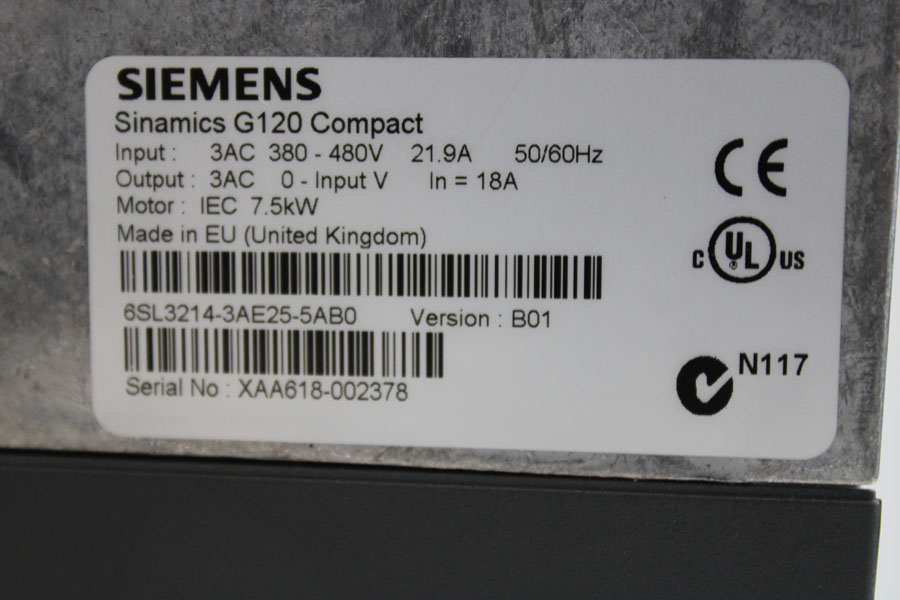 SIEMENS
Sinamics G120 Compact
Input : 3AC 380 - 480V 21.9A 50/60Hz
Output : 3AC 0 - Input V In = 18A
Motor : IEC 7.5kW
Made in EU (United Kingdom)
6SL3214-3AE25-5AB0 Version : B01
Serial No : XAA618-002378
CE
C UL US
N117